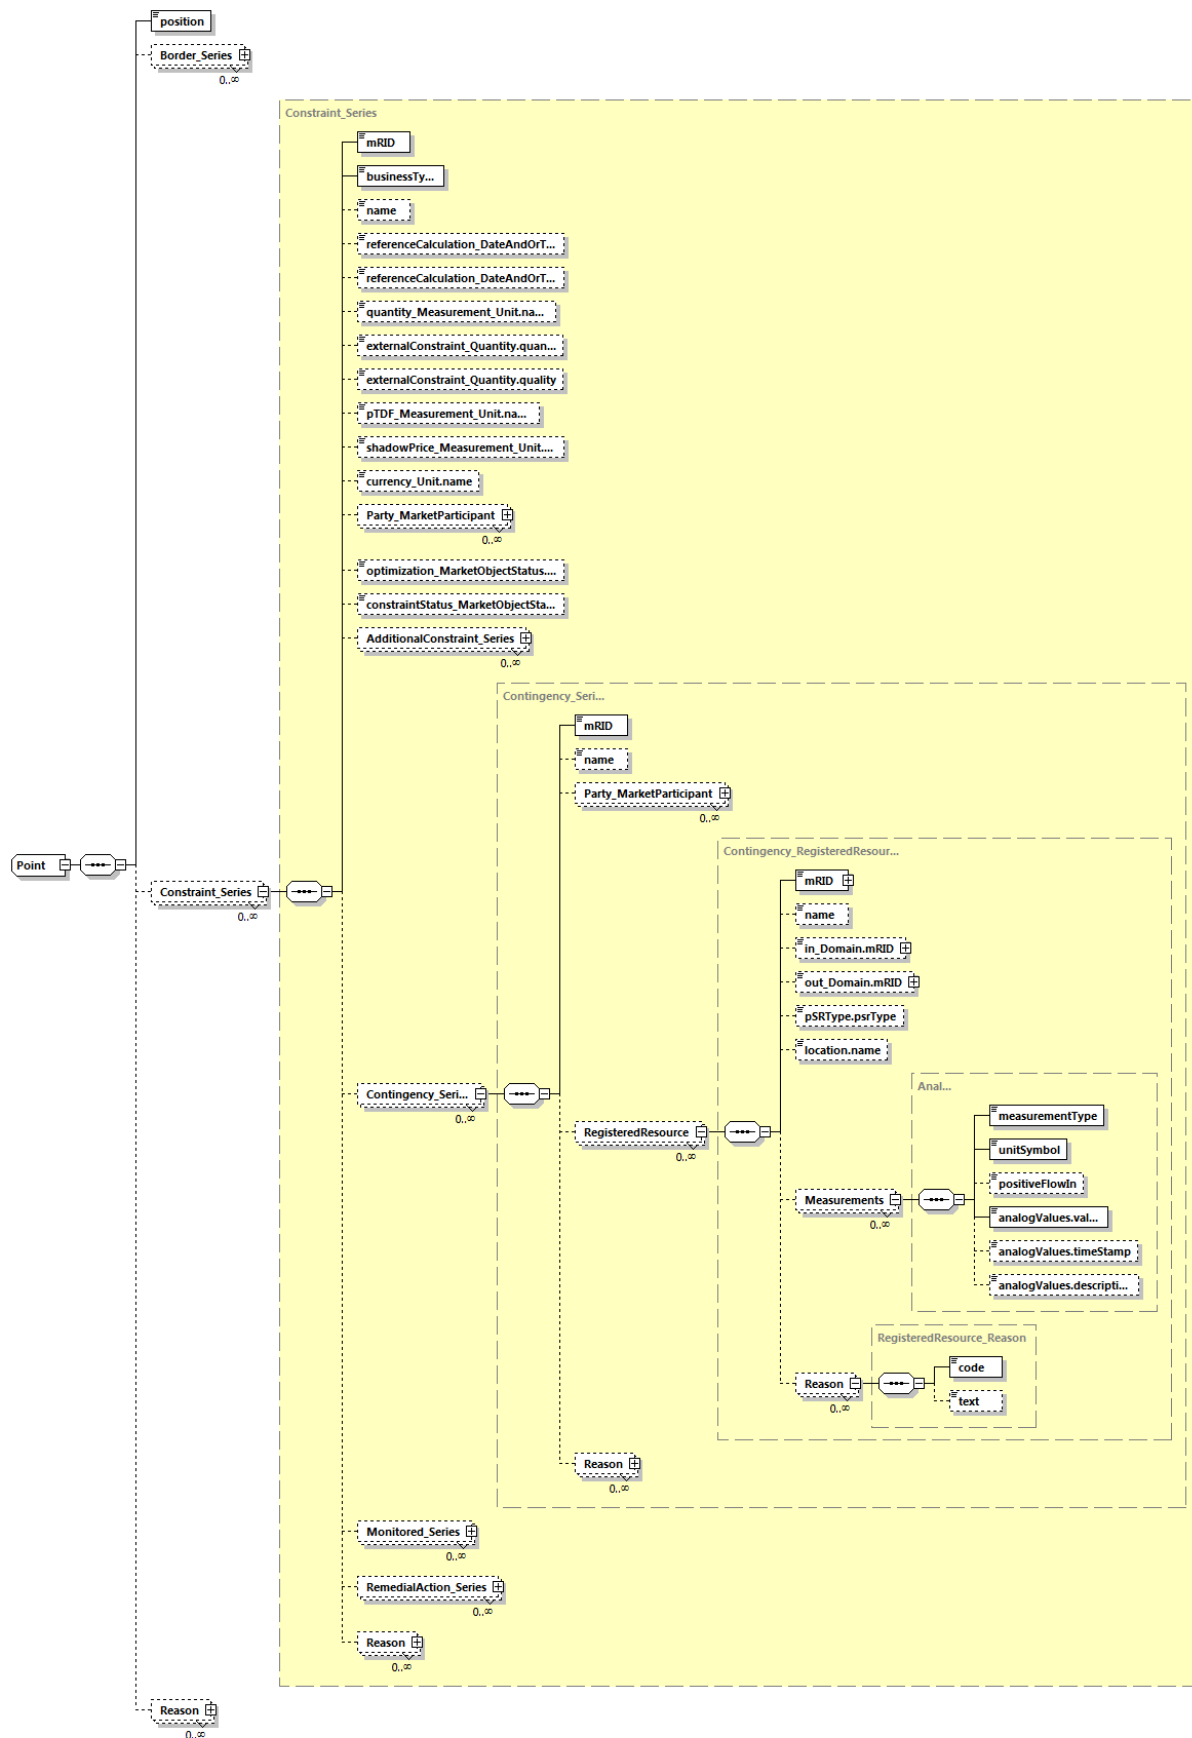 position
Border_Series
0..∞
Constraint_Series
mRID
businessTy...
name
referenceCalculation_DateAndOrT...
referenceCalculation_DateAndOrT...
quantity_Measurement_Unit.na...
externalConstraint_Quantity.quan...
externalConstraint_Quantity.quality
pTDF_Measurement_Unit.na...
shadowPrice_Measurement_Unit....
currency_Unit.name
Party_MarketParticipant
0..∞
optimization_MarketObjectStatus....
constraintStatus_MarketObjectSta...
AdditionalConstraint_Series
0..∞
Contingency_Seri...
mRID
name
Party_MarketParticipant
0..∞
Contingency_RegisteredResour...
Point
Constraint_Series
0..∞
mRID
name
in_Domain.mRID
out_Domain.mRID
pSRType.psrType
location.name
Anal...
Contingency_Seri...
0..∞
measurementType
RegisteredResource
0..∞
unitSymbol
positiveFlowIn
Measurements
0..∞
analogValues.val...
analogValues.timeStamp
analogValues.descripti...
RegisteredResource_Reason
code
Reason
0..∞
text
Reason
0..∞
Monitored_Series
0..∞
RemedialAction_Series
0..∞
Reason
0..∞
Reason
0..∞